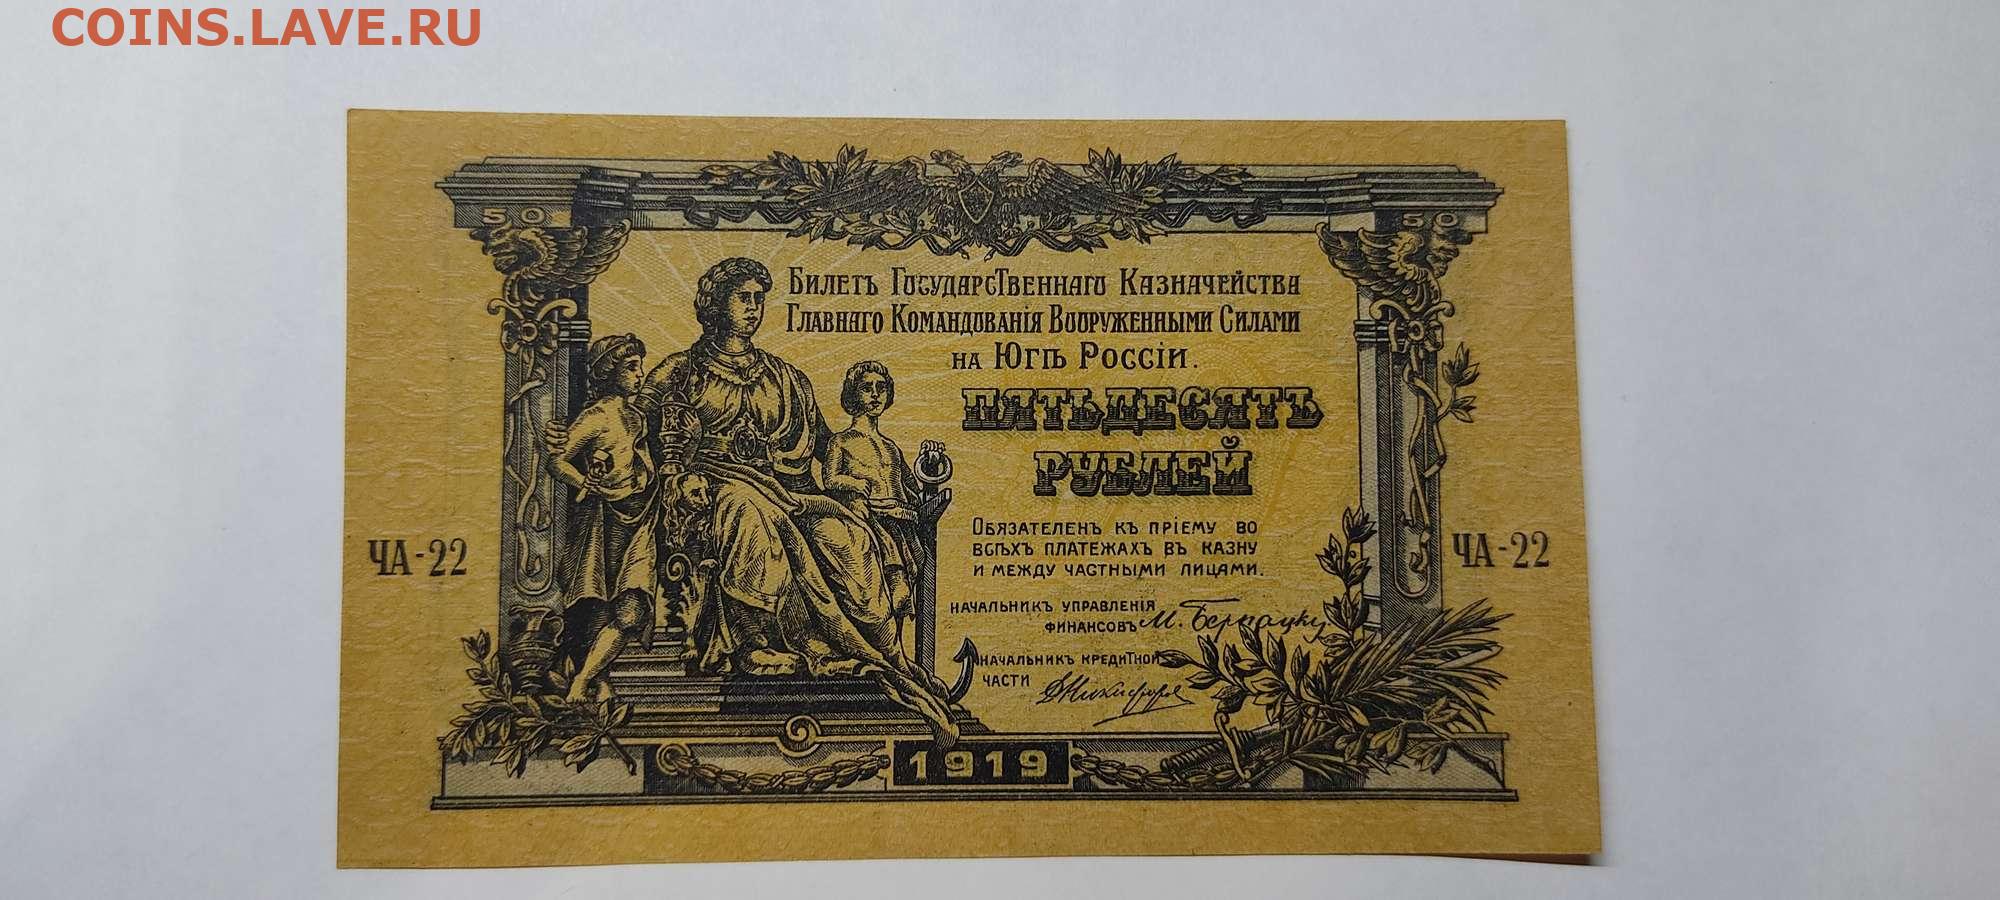 COINS.LAVE.RU
50 50
Билетъ Государственнаго Казначейства
Главнаго Командованія Вооруженными Силами
на Югѣ Россіи.
ПЯТЬДЕСЯТЪ
РУБЛЕЙ
Обязателенъ къ пріему во
всѣхъ платежахъ въ казну
и между частными лицами.
ЧА-22 ЧА-22
Начальникъ управленія
финансовъ М. Бернацкий
Начальникъ кредитной
части
1919